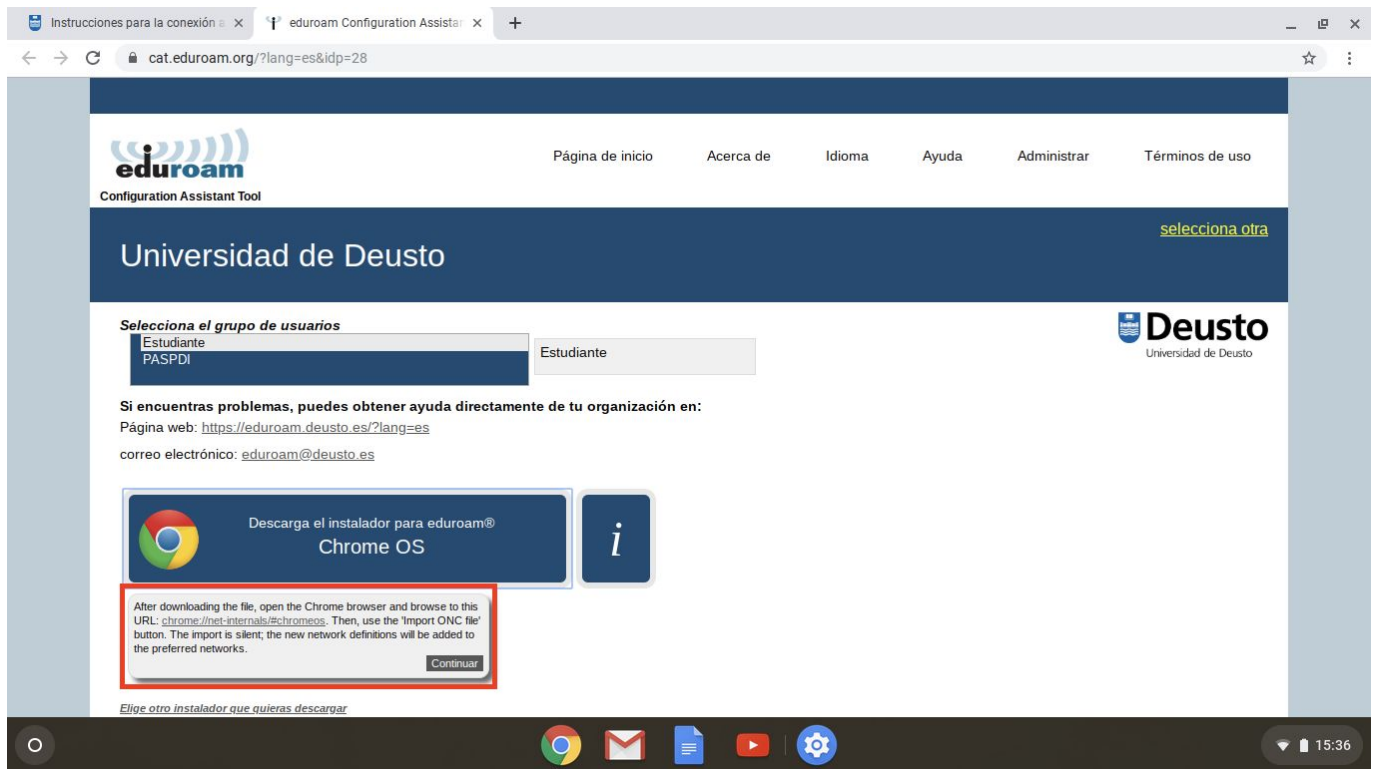 Instrucciones para la conexión a
eduroam Configuration Assistan
cat.eduroam.org/?lang=es&idp=28
eduroam
Configuration Assistant Tool
Página de inicio
Acerca de
Idioma
Ayuda
Administrar
Términos de uso
selecciona otra
Universidad de Deusto
Selecciona el grupo de usuarios
Estudiante
PASPDI
Estudiante
Deusto
Universidad de Deusto
Si encuentras problemas, puedes obtener ayuda directamente de tu organización en:
Página web: https://eduroam.deusto.es/?lang=es
correo electrónico: eduroam@deusto.es
Descarga el instalador para eduroam®
Chrome OS
i
After downloading the file, open the Chrome browser and browse to this
URL: chrome://net-internals/#chromeos. Then, use the 'Import ONC file'
button. The import is silent; the new network definitions will be added to
the preferred networks.
Continuar
Elige otro instalador que quieras descargar
15:36